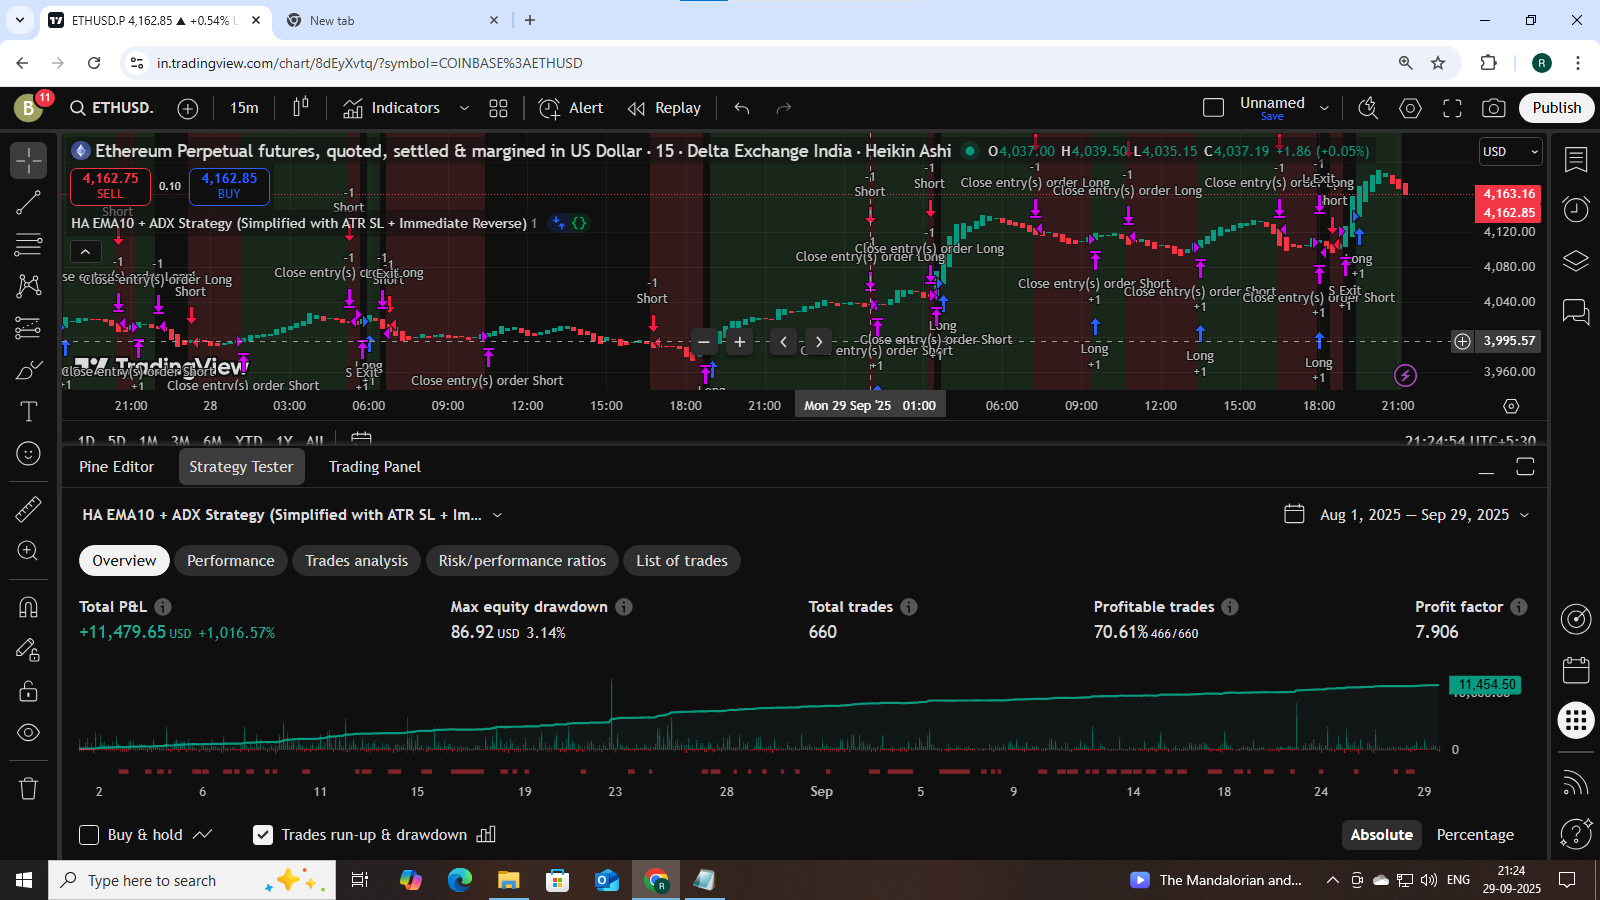 ETHUSD.P 4,162.85 ▲ +0.54%
New tab
in.tradingview.com/chart/8dEyXvtq/?symbol=COINBASE%3AETHUSD
R
B
11
ETHUSD.
15m
Indicators
Alert
Replay
Unnamed
Save
Publish
Ethereum Perpetual futures, quoted, settled & margined in US Dollar · 15 · Delta Exchange India · Heikin Ashi
O4,037.00 H4,039.50 L4,035.15 C4,037.19 +1.86 (+0.05%)
USD
4,162.75
SELL
0.10
4,162.85
BUY
HA EMA10 + ADX Strategy (Simplified with ATR SL + Immediate Reverse) 1
4,163.16
4,162.85
4,120.00
4,080.00
4,040.00
3,995.57
3,960.00
-1
Short
Close entry(s) order Long
Close entry(s) order Short
+1
Long
+1
S Exit
TradingView
21:00
28
03:00
06:00
09:00
12:00
15:00
18:00
21:00
Mon 29 Sep '25 01:00
06:00
09:00
12:00
15:00
18:00
21:00
1D 5D 1M 3M 6M YTD 1Y All
21:24:54 UTC+5:30
Pine Editor
Strategy Tester
Trading Panel
HA EMA10 + ADX Strategy (Simplified with ATR SL + Im...
Aug 1, 2025 — Sep 29, 2025
Overview
Performance
Trades analysis
Risk/performance ratios
List of trades
Total P&L
Max equity drawdown
Total trades
Profitable trades
Profit factor
+11,479.65 USD +1,016.57%
86.92 USD 3.14%
660
70.61% 466/660
7.906
11,454.50
0
2
6
11
15
19
23
28
Sep
5
9
14
18
24
29
Buy & hold
Trades run-up & drawdown
Absolute
Percentage
Type here to search
The Mandalorian and...
ENG
21:24
29-09-2025